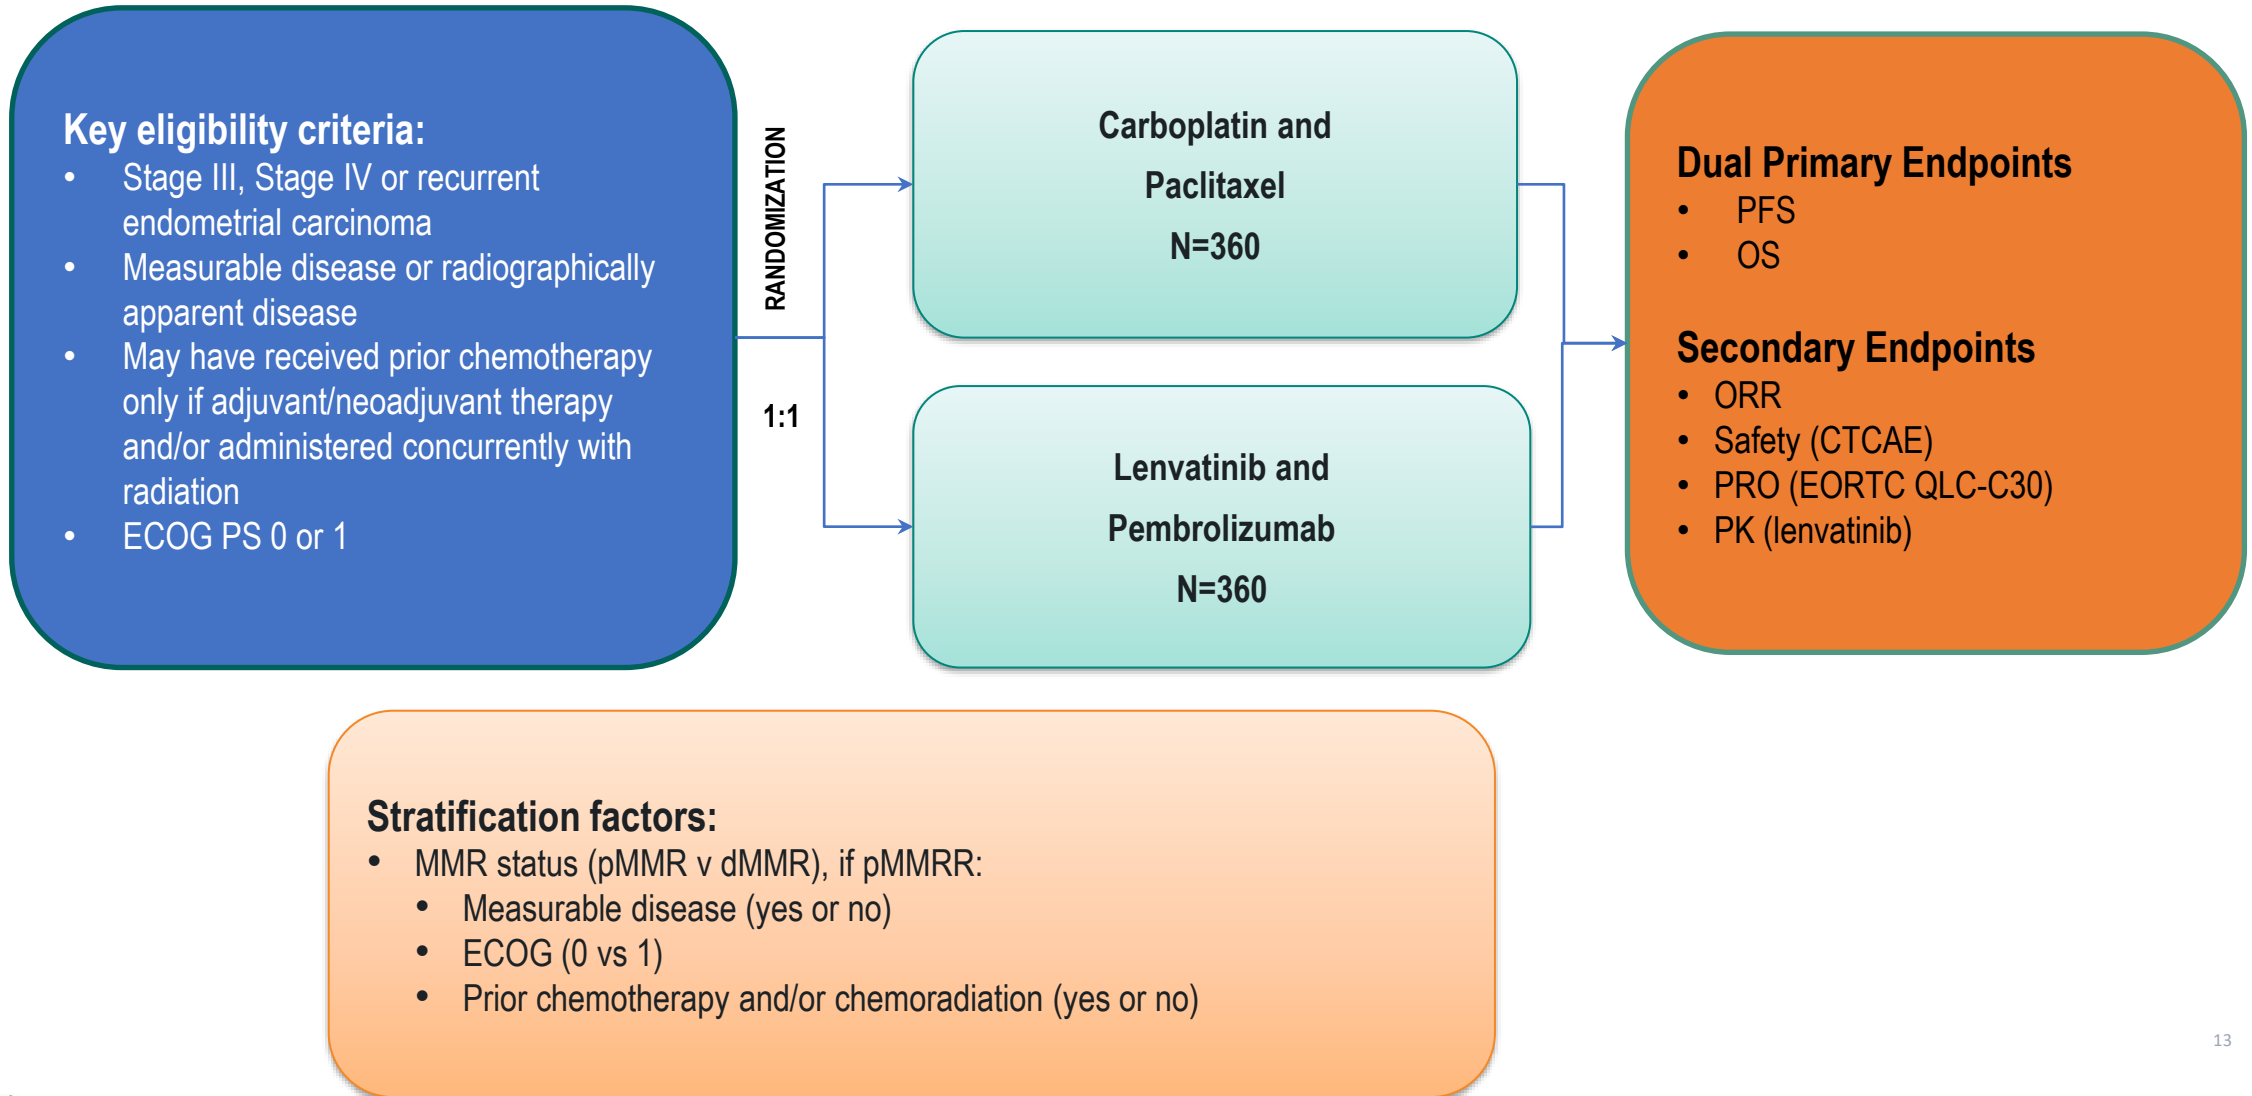 Key eligibility criteria:
• Stage III, Stage IV or recurrent
endometrial carcinoma
• Measurable disease or radiographically
apparent disease
• May have received prior chemotherapy
only if adjuvant/neoadjuvant therapy
and/or administered concurrently with
radiation
• ECOG PS 0 or 1
RANDOMIZATION
1:1
Carboplatin and
Paclitaxel
N=360
Lenvatinib and
Pembrolizumab
N=360
Dual Primary Endpoints
• PFS
• OS
Secondary Endpoints
• ORR
• Safety (CTCAE)
• PRO (EORTC QLC-C30)
• PK (lenvatinib)
Stratification factors:
• MMR status (pMMR v dMMR), if pMMRR:
• Measurable disease (yes or no)
• ECOG (0 vs 1)
• Prior chemotherapy and/or chemoradiation (yes or no)
13